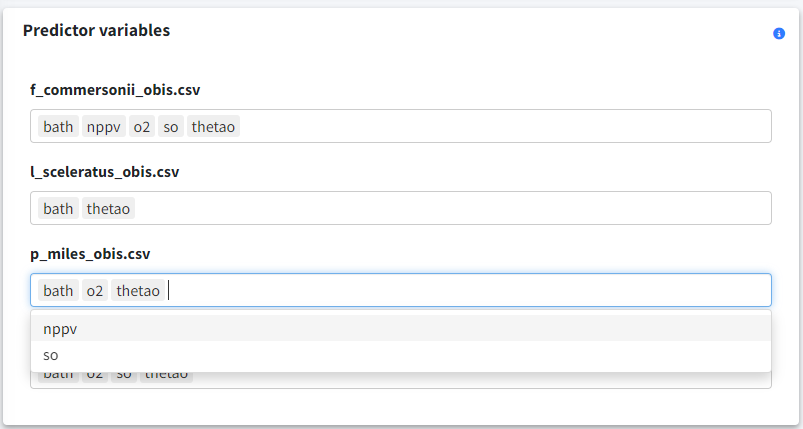 Predictor variables
f_commersonii_obis.csv
bath nppv o2 so thetao
l_sceleratus_obis.csv
bath thetao
p_miles_obis.csv
bath o2 thetao
nppv
so
bath o2 so thetao